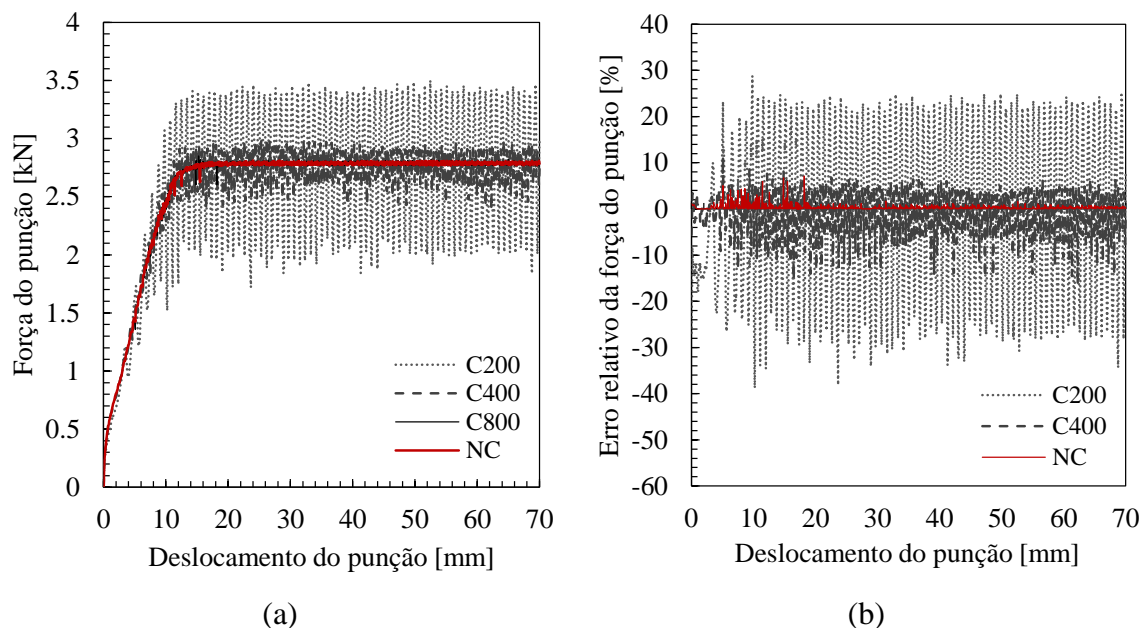 4
3.5
3
2.5
2
1.5
1
0.5
0
Força do punção [kN]
C200
C400
C800
NC
0 10 20 30 40 50 60 70
Deslocamento do punção [mm]
(a)
40
30
20
10
0
-10
-20
-30
-40
-50
-60
Erro relativo da força do punção [%]
C200
C400
NC
0 10 20 30 40 50 60 70
Deslocamento do punção [mm]
(b)